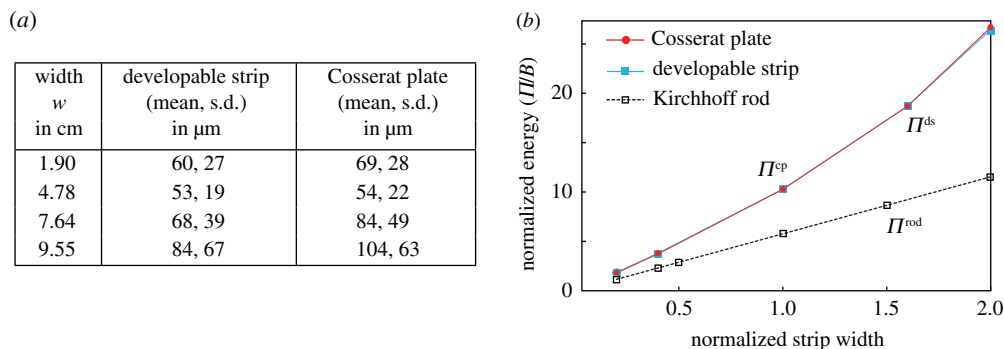 (a)
width developable strip Cosserat plate
w (mean, s.d.) (mean, s.d.)
in cm in µm in µm
1.90 60, 27 69, 28
4.78 53, 19 54, 22
7.64 68, 39 84, 49
9.55 84, 67 104, 63
(b)
normalized energy (Π/B)
20
10
0
Cosserat plate
developable strip
Kirchhoff rod
Π^cp
Π^ds
Π^rod
0.5 1.0 1.5 2.0
normalized strip width